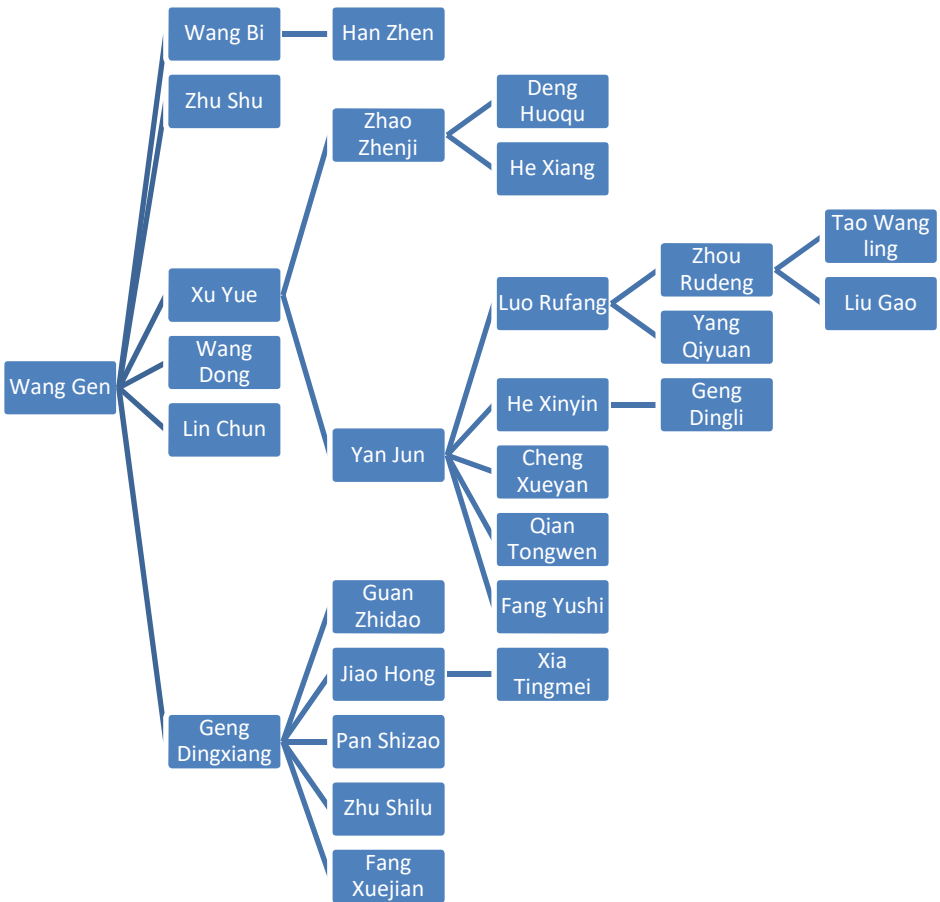 Wang Bi
Han Zhen
Zhu Shu
Deng
Huoqu
Zhao
Zhenji
He Xiang
Tao Wang
ling
Zhou
Rudeng
Xu Yue
Luo Rufang
Liu Gao
Yang
Qiyuan
Wang
Dong
Wang Gen
He Xinyin
Geng
Dingli
Lin Chun
Yan Jun
Cheng
Xueyan
Qian
Tongwen
Guan
Zhidao
Fang Yushi
Jiao Hong
Xia
Tingmei
Geng
Dingxiang
Pan Shizao
Zhu Shilu
Fang
Xuejian